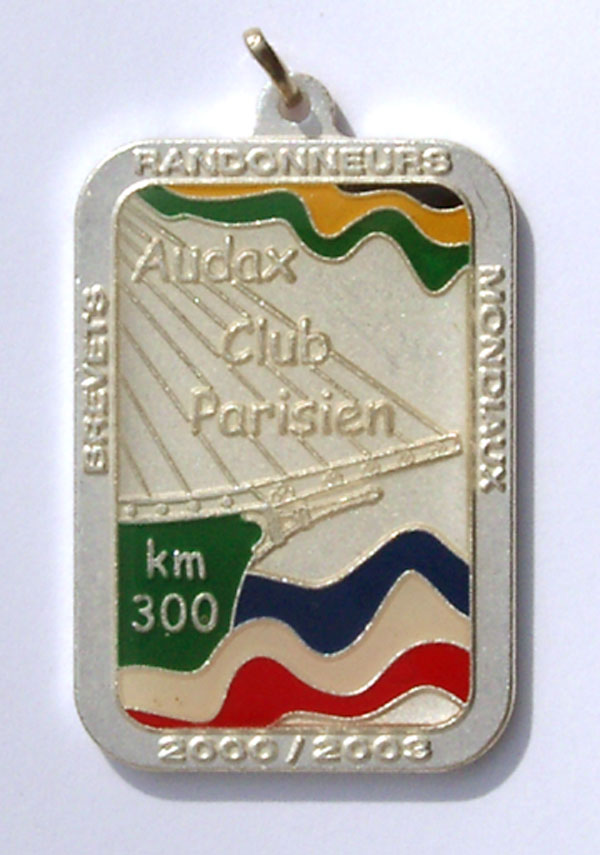 RANDONNEURS
BREVETS
MONDIAUX
Audax
Club
Parisien
km
300
2000/2003